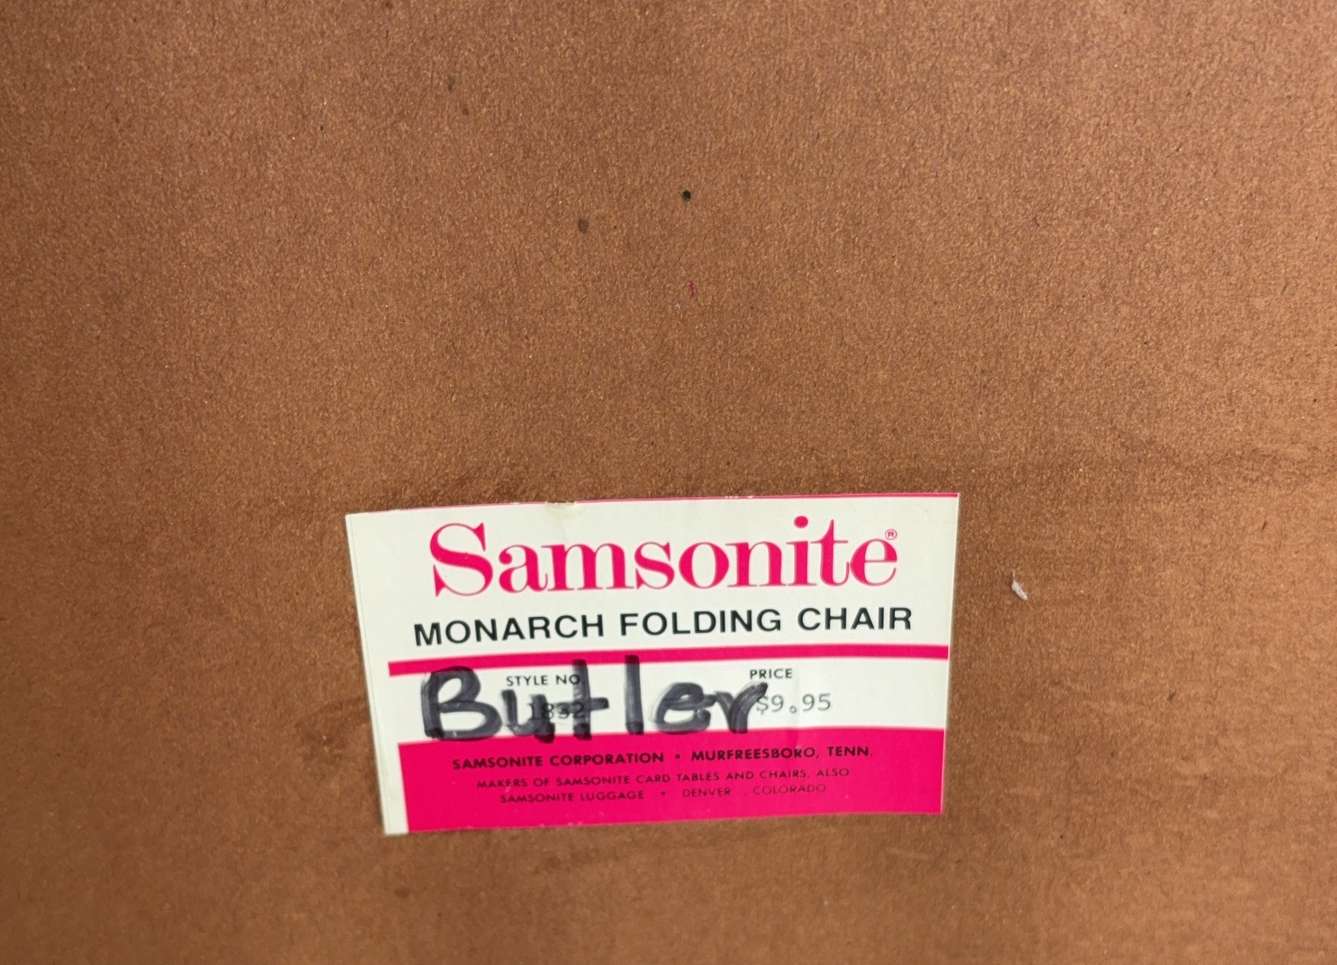 Samsonite®
MONARCH FOLDING CHAIR
STYLE NO. PRICE
Butler
1832 $9.95
SAMSONITE CORPORATION • MURFREESBORO, TENN.
MAKERS OF SAMSONITE CARD TABLES AND CHAIRS, ALSO
SAMSONITE LUGGAGE • DENVER, COLORADO